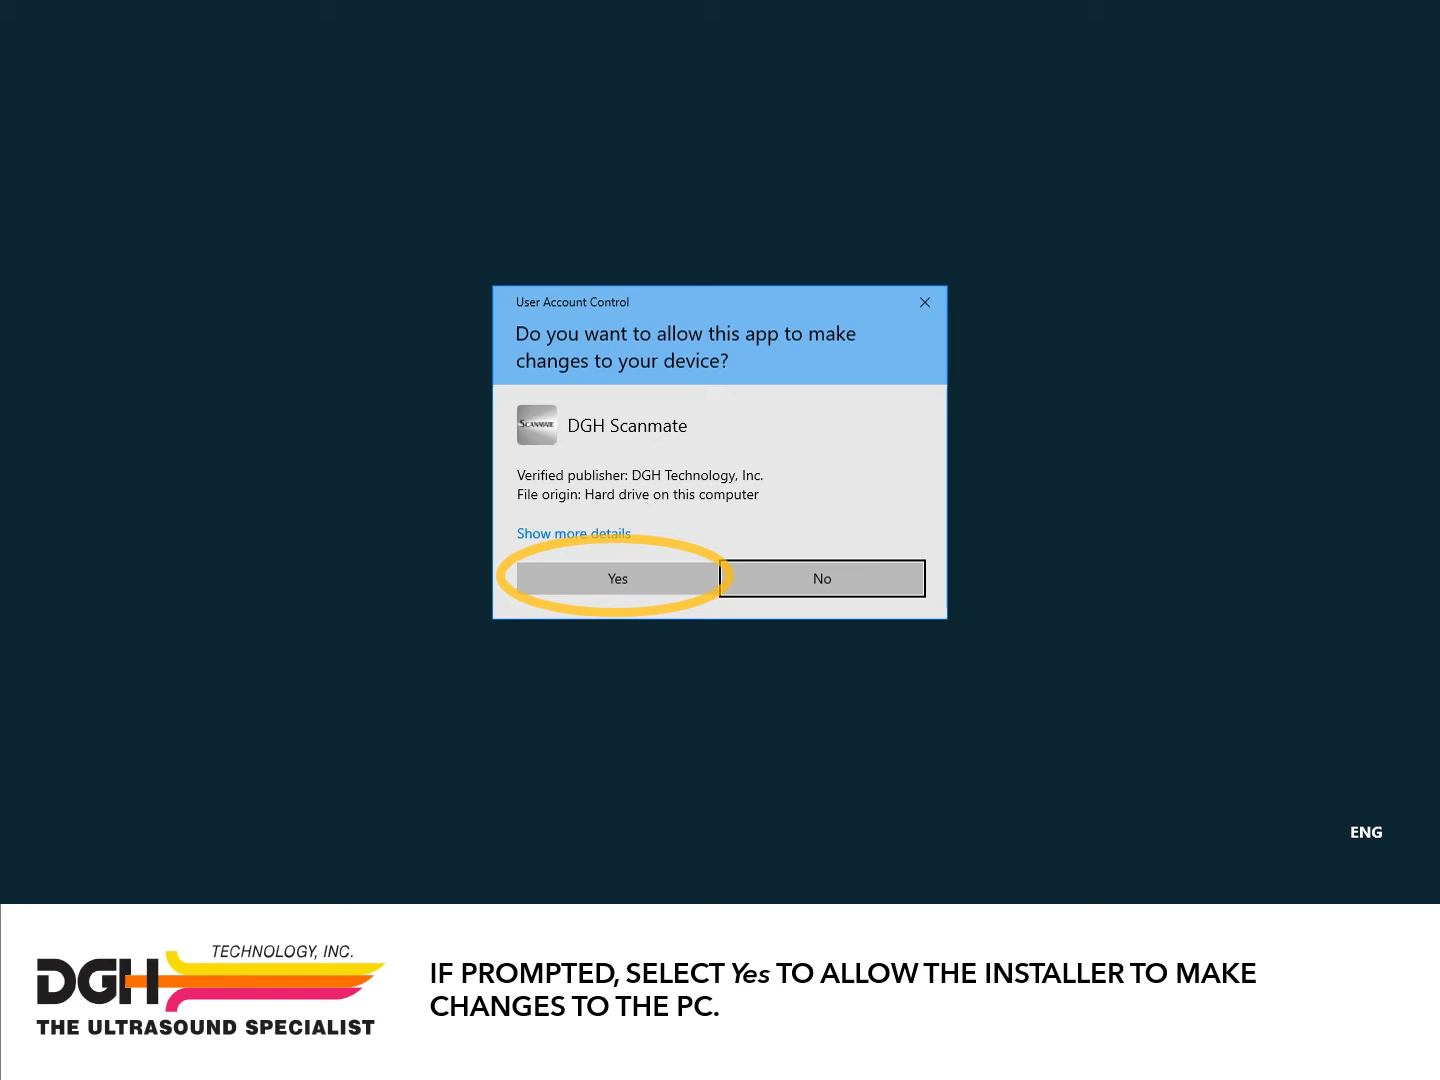 User Account Control
Do you want to allow this app to make
changes to your device?
SCANMATE
DGH Scanmate
Verified publisher: DGH Technology, Inc.
File origin: Hard drive on this computer
Show more details
Yes
No
ENG
TECHNOLOGY, INC.
DGH
THE ULTRASOUND SPECIALIST
IF PROMPTED, SELECT Yes TO ALLOW THE INSTALLER TO MAKE
CHANGES TO THE PC.